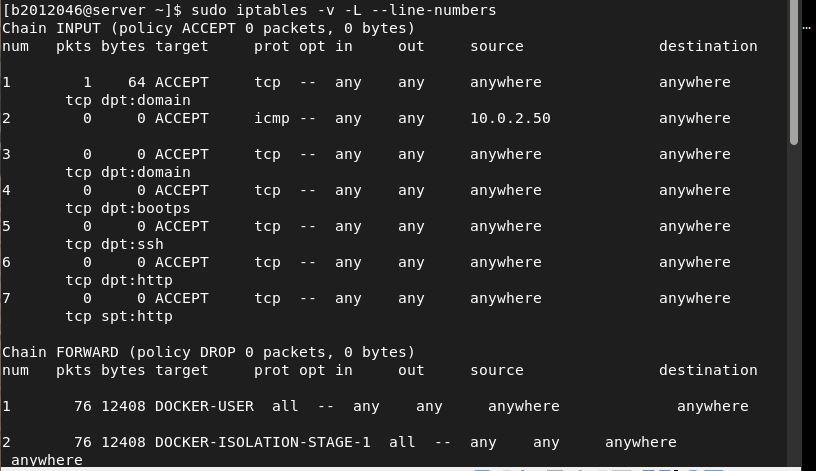 [b2012046@server ~]$ sudo iptables -v -L --line-numbers
Chain INPUT (policy ACCEPT 0 packets, 0 bytes)
num   pkts bytes target     prot opt in     out     source               destination
1        1    64 ACCEPT     tcp  --  any    any     anywhere             anywhere
       tcp dpt:domain
2        0     0 ACCEPT     icmp --  any    any     10.0.2.50            anywhere
3        0     0 ACCEPT     tcp  --  any    any     anywhere             anywhere
       tcp dpt:domain
4        0     0 ACCEPT     tcp  --  any    any     anywhere             anywhere
       tcp dpt:bootps
5        0     0 ACCEPT     tcp  --  any    any     anywhere             anywhere
       tcp dpt:ssh
6        0     0 ACCEPT     tcp  --  any    any     anywhere             anywhere
       tcp dpt:http
7        0     0 ACCEPT     tcp  --  any    any     anywhere             anywhere
       tcp spt:http
Chain FORWARD (policy DROP 0 packets, 0 bytes)
num   pkts bytes target     prot opt in     out     source               destination
1       76 12408 DOCKER-USER  all  --  any    any     anywhere             anywhere
2       76 12408 DOCKER-ISOLATION-STAGE-1  all  --  any    any     anywhere
 anywhere